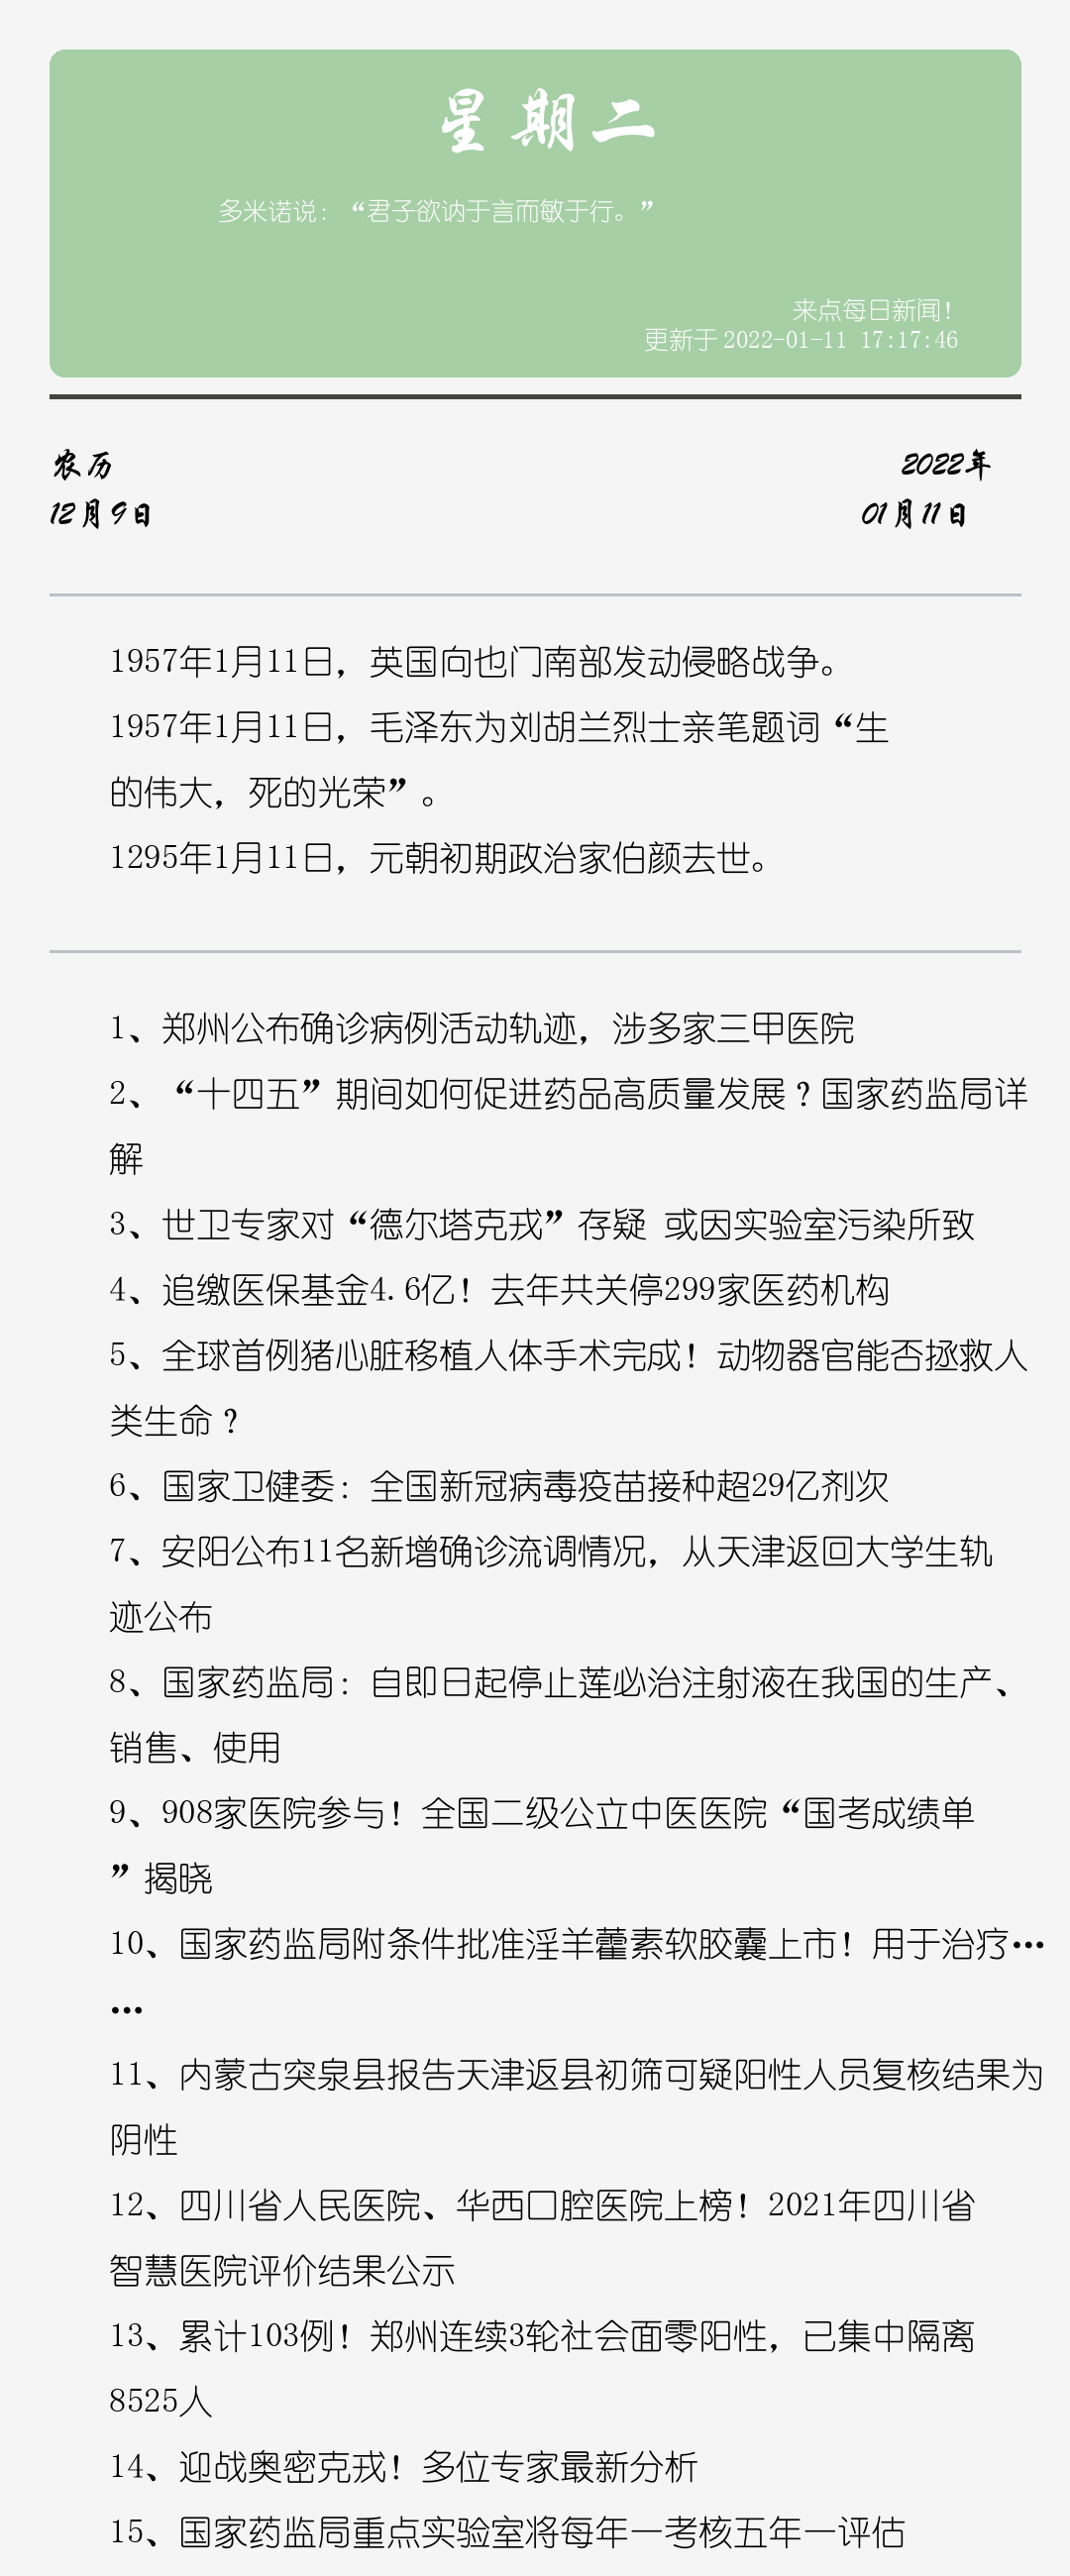 星期二
多米诺说：“君子欲讷于言而敏于行。”
来点每日新闻！
更新于 2022-01-11 17:17:46
农历
2022年
12月9日
01月11日
1957年1月11日，英国向也门南部发动侵略战争。
1957年1月11日，毛泽东为刘胡兰烈士亲笔题词“生
的伟大，死的光荣”。
1295年1月11日，元朝初期政治家伯颜去世。
1、郑州公布确诊病例活动轨迹，涉多家三甲医院
2、“十四五”期间如何促进药品高质量发展？国家药监局详
解
3、世卫专家对“德尔塔克戎”存疑 或因实验室污染所致
4、追缴医保基金4.6亿！去年共关停299家医药机构
5、全球首例猪心脏移植人体手术完成！动物器官能否拯救人
类生命？
6、国家卫健委：全国新冠病毒疫苗接种超29亿剂次
7、安阳公布11名新增确诊流调情况，从天津返回大学生轨
迹公布
8、国家药监局：自即日起停止莲必治注射液在我国的生产、
销售、使用
9、908家医院参与！全国二级公立中医医院“国考成绩单
”揭晓
10、国家药监局附条件批准淫羊藿素软胶囊上市！用于治疗…
…
11、内蒙古突泉县报告天津返县初筛可疑阳性人员复核结果为
阴性
12、四川省人民医院、华西口腔医院上榜！2021年四川省
智慧医院评价结果公示
13、累计103例！郑州连续3轮社会面零阳性，已集中隔离
8525人
14、迎战奥密克戎！多位专家最新分析
15、国家药监局重点实验室将每年一考核五年一评估